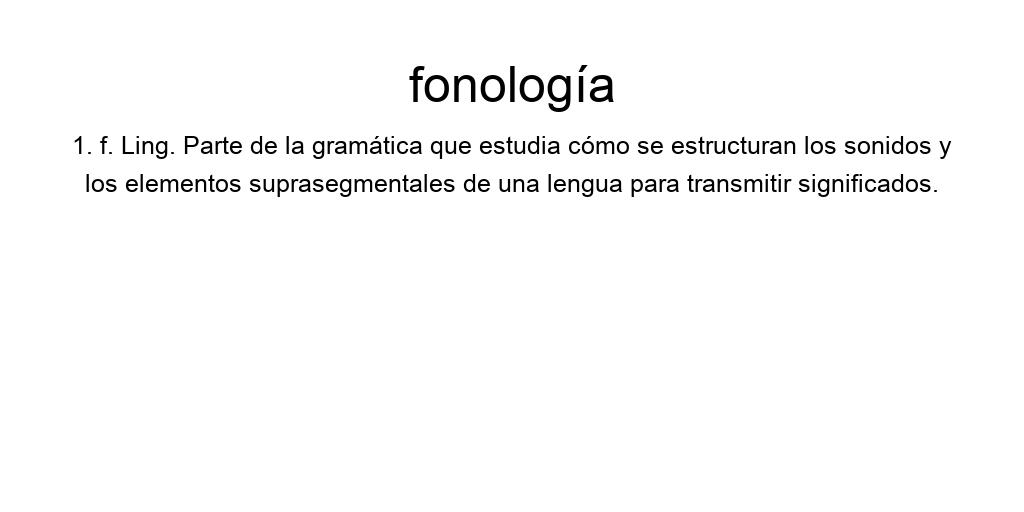 fonología
1. f. Ling. Parte de la gramática que estudia cómo se estructuran los sonidos y
los elementos suprasegmentales de una lengua para transmitir significados.